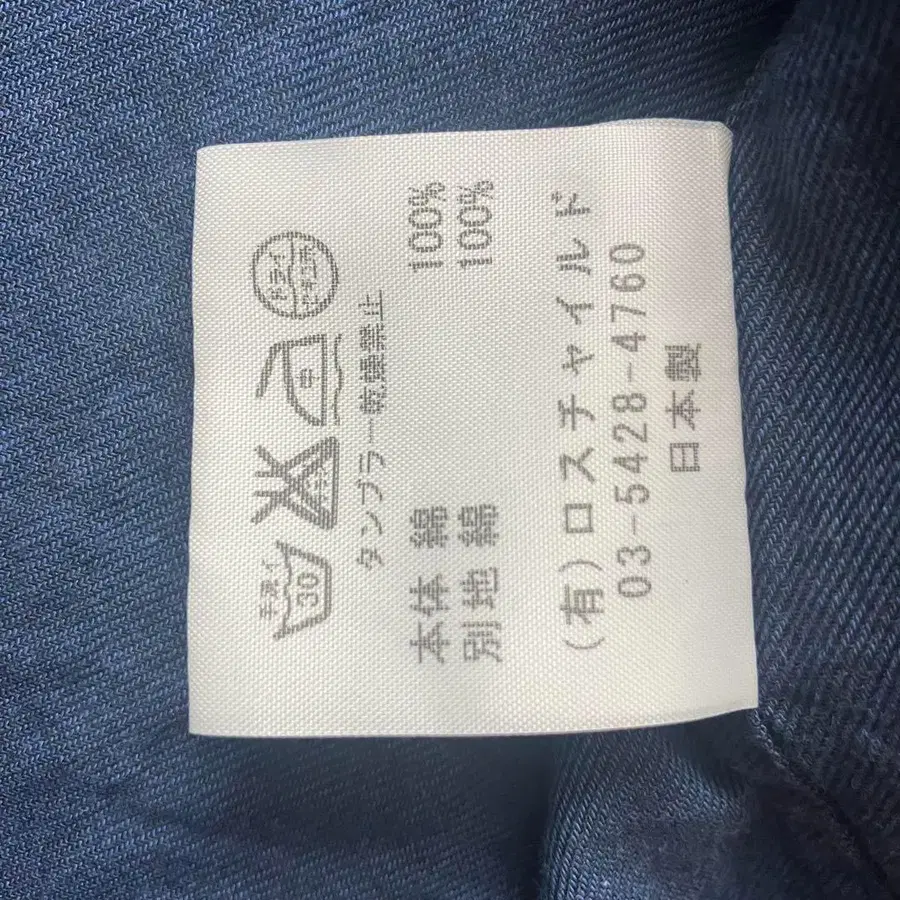 手洗イ
30
中
ドライ
セキユ系
タンブラー乾燥禁止
本体 綿 100%
別地 綿 100%
(有)ロスチャイルド
03-5428-4760
日本製